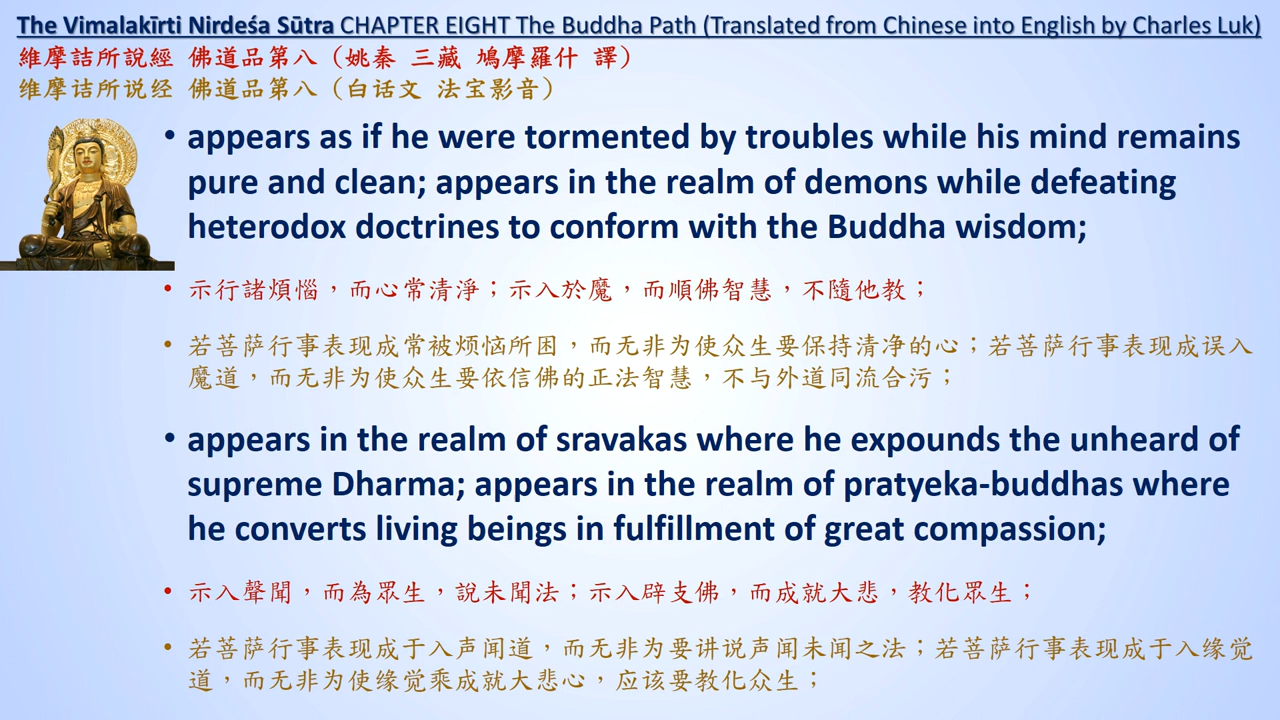 The Vimalakīrti Nirdeśa Sūtra CHAPTER EIGHT The Buddha Path (Translated from Chinese into English by Charles Luk)
維摩詰所說經 佛道品第八（姚秦 三藏 鳩摩羅什 譯）
维摩诘所说经 佛道品第八（白话文 法宝影音）
• appears as if he were tormented by troubles while his mind remains
pure and clean; appears in the realm of demons while defeating
heterodox doctrines to conform with the Buddha wisdom;
• 示行諸煩惱，而心常清淨；示入於魔，而順佛智慧，不隨他教；
• 若菩萨行事表现成常被烦恼所困，而无非为使众生要保持清净的心；若菩萨行事表现成误入
魔道，而无非为使众生要依信佛的正法智慧，不与外道同流合污；
• appears in the realm of sravakas where he expounds the unheard of
supreme Dharma; appears in the realm of pratyeka-buddhas where
he converts living beings in fulfillment of great compassion;
• 示入聲聞，而為眾生，說未聞法；示入辟支佛，而成就大悲，教化眾生；
• 若菩萨行事表现成于入声闻道，而无非为要讲说声闻未闻之法；若菩萨行事表现成于入缘觉
道，而无非为使缘觉乘成就大悲心，应该要教化众生；